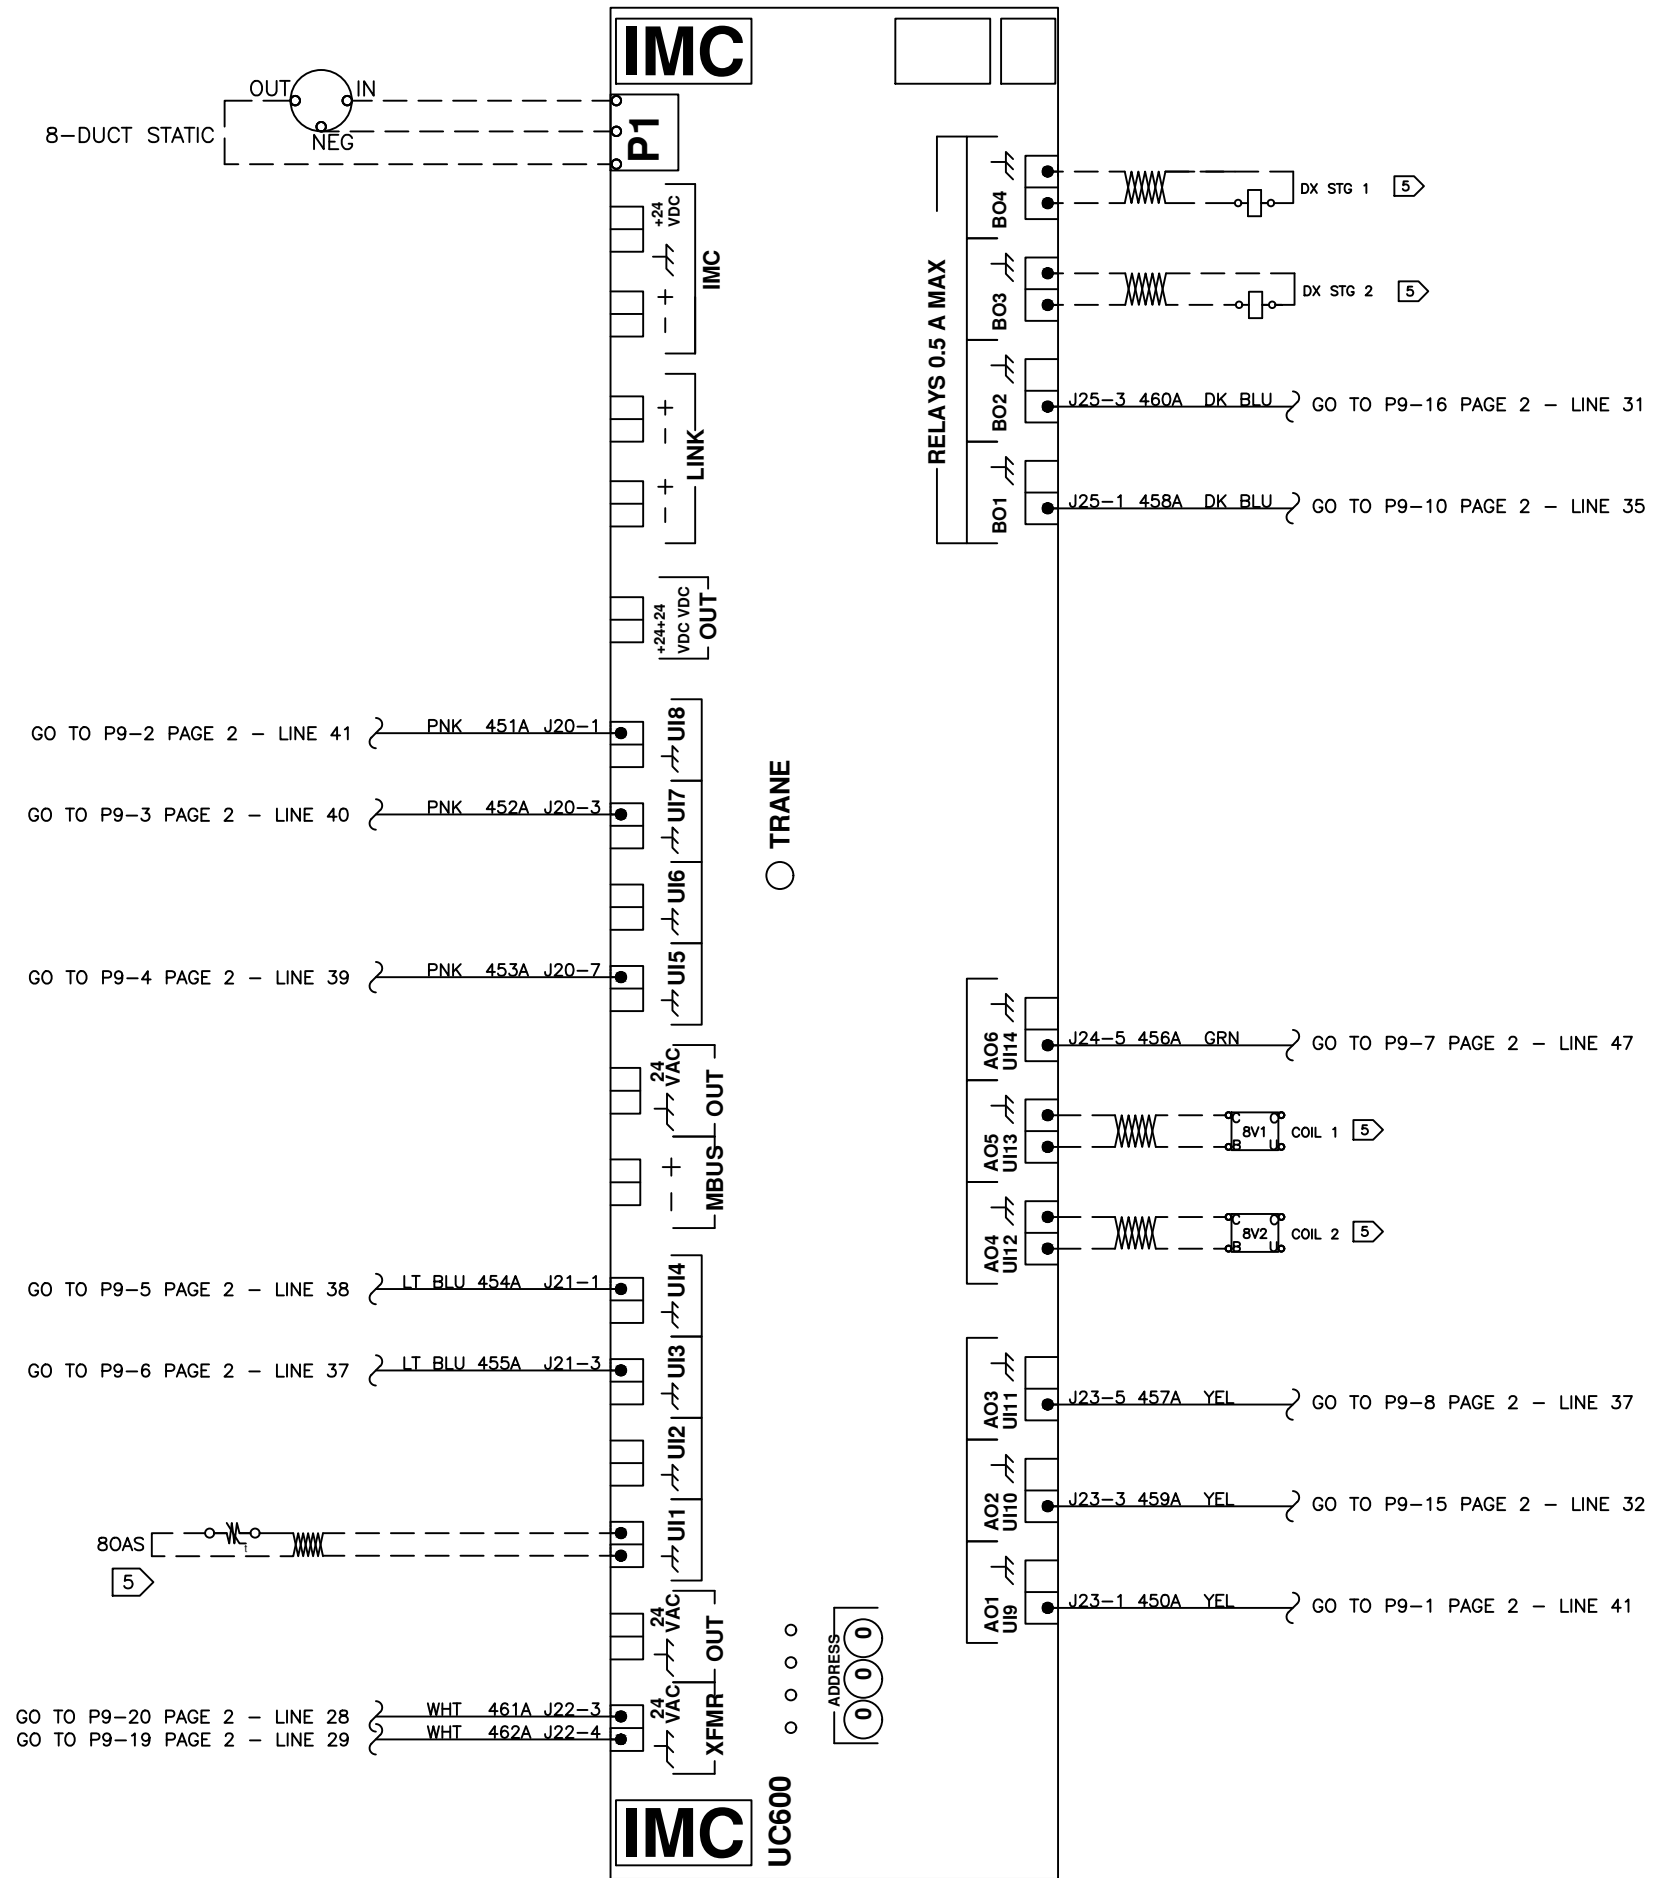 IMC
OUT
IN
NEG
8-DUCT STATIC
P1
+24
VDC
+
-
IMC
+
-
+
-
LINK
+24+24
VDC VDC
OUT
GO TO P9-2 PAGE 2 - LINE 41
PNK 451A J20-1
UI8
GO TO P9-3 PAGE 2 - LINE 40
PNK 452A J20-3
UI7
UI6
GO TO P9-4 PAGE 2 - LINE 39
PNK 453A J20-7
UI5
24
VAC
OUT
+
-
MBUS
GO TO P9-5 PAGE 2 - LINE 38
LT BLU 454A J21-1
UI4
GO TO P9-6 PAGE 2 - LINE 37
LT BLU 455A J21-3
UI3
UI2
8OAS
t
5
UI1
24
VAC
OUT
GO TO P9-20 PAGE 2 - LINE 28
WHT 461A J22-3
GO TO P9-19 PAGE 2 - LINE 29
WHT 462A J22-4
24
VAC
XFMR
IMC
UC600
TRANE
ADDRESS
0
0
0
RELAYS 0.5 A MAX
BO4
DX STG 1
5
BO3
DX STG 2
5
BO2
J25-3 460A DK BLU
GO TO P9-16 PAGE 2 - LINE 31
BO1
J25-1 458A DK BLU
GO TO P9-10 PAGE 2 - LINE 35
AO6
UI14
J24-5 456A GRN
GO TO P9-7 PAGE 2 - LINE 47
AO5
UI13
C O
8V1
B U
COIL 1
5
AO4
UI12
C O
8V2
B U
COIL 2
5
AO3
UI11
J23-5 457A YEL
GO TO P9-8 PAGE 2 - LINE 37
AO2
UI10
J23-3 459A YEL
GO TO P9-15 PAGE 2 - LINE 32
AO1
UI9
J23-1 450A YEL
GO TO P9-1 PAGE 2 - LINE 41